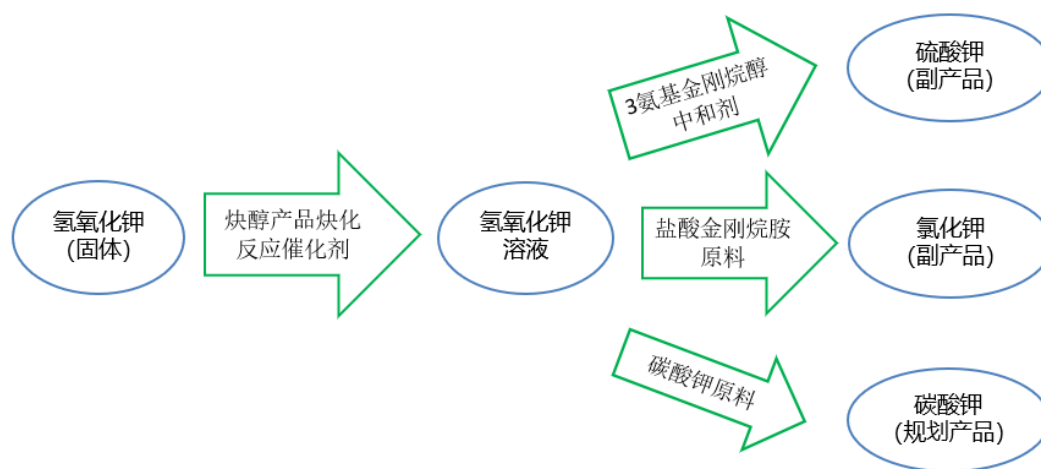 氢氧化钾
(固体)
炔醇产品炔化
反应催化剂
氢氧化钾
溶液
3氨基金刚烷醇
中和剂
硫酸钾
(副产品)
盐酸金刚烷胺
原料
氯化钾
(副产品)
碳酸钾原料
碳酸钾
(规划产品)